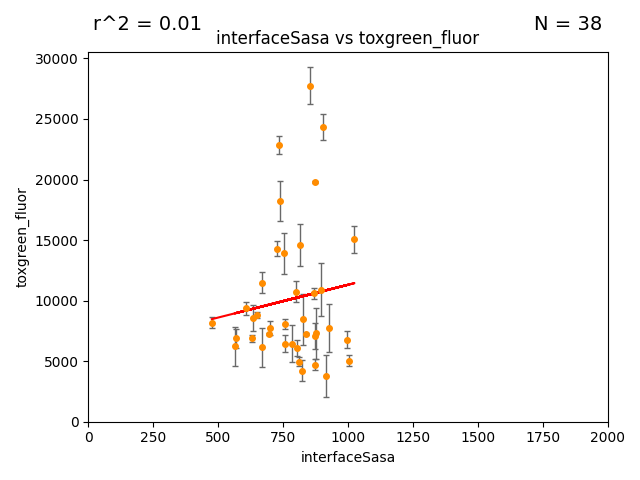 r^2 = 0.01
N = 38
interfaceSasa vs toxgreen_fluor
30000
25000
20000
15000
10000
5000
0
toxgreen_fluor
0 250 500 750 1000 1250 1500 1750 2000
interfaceSasa